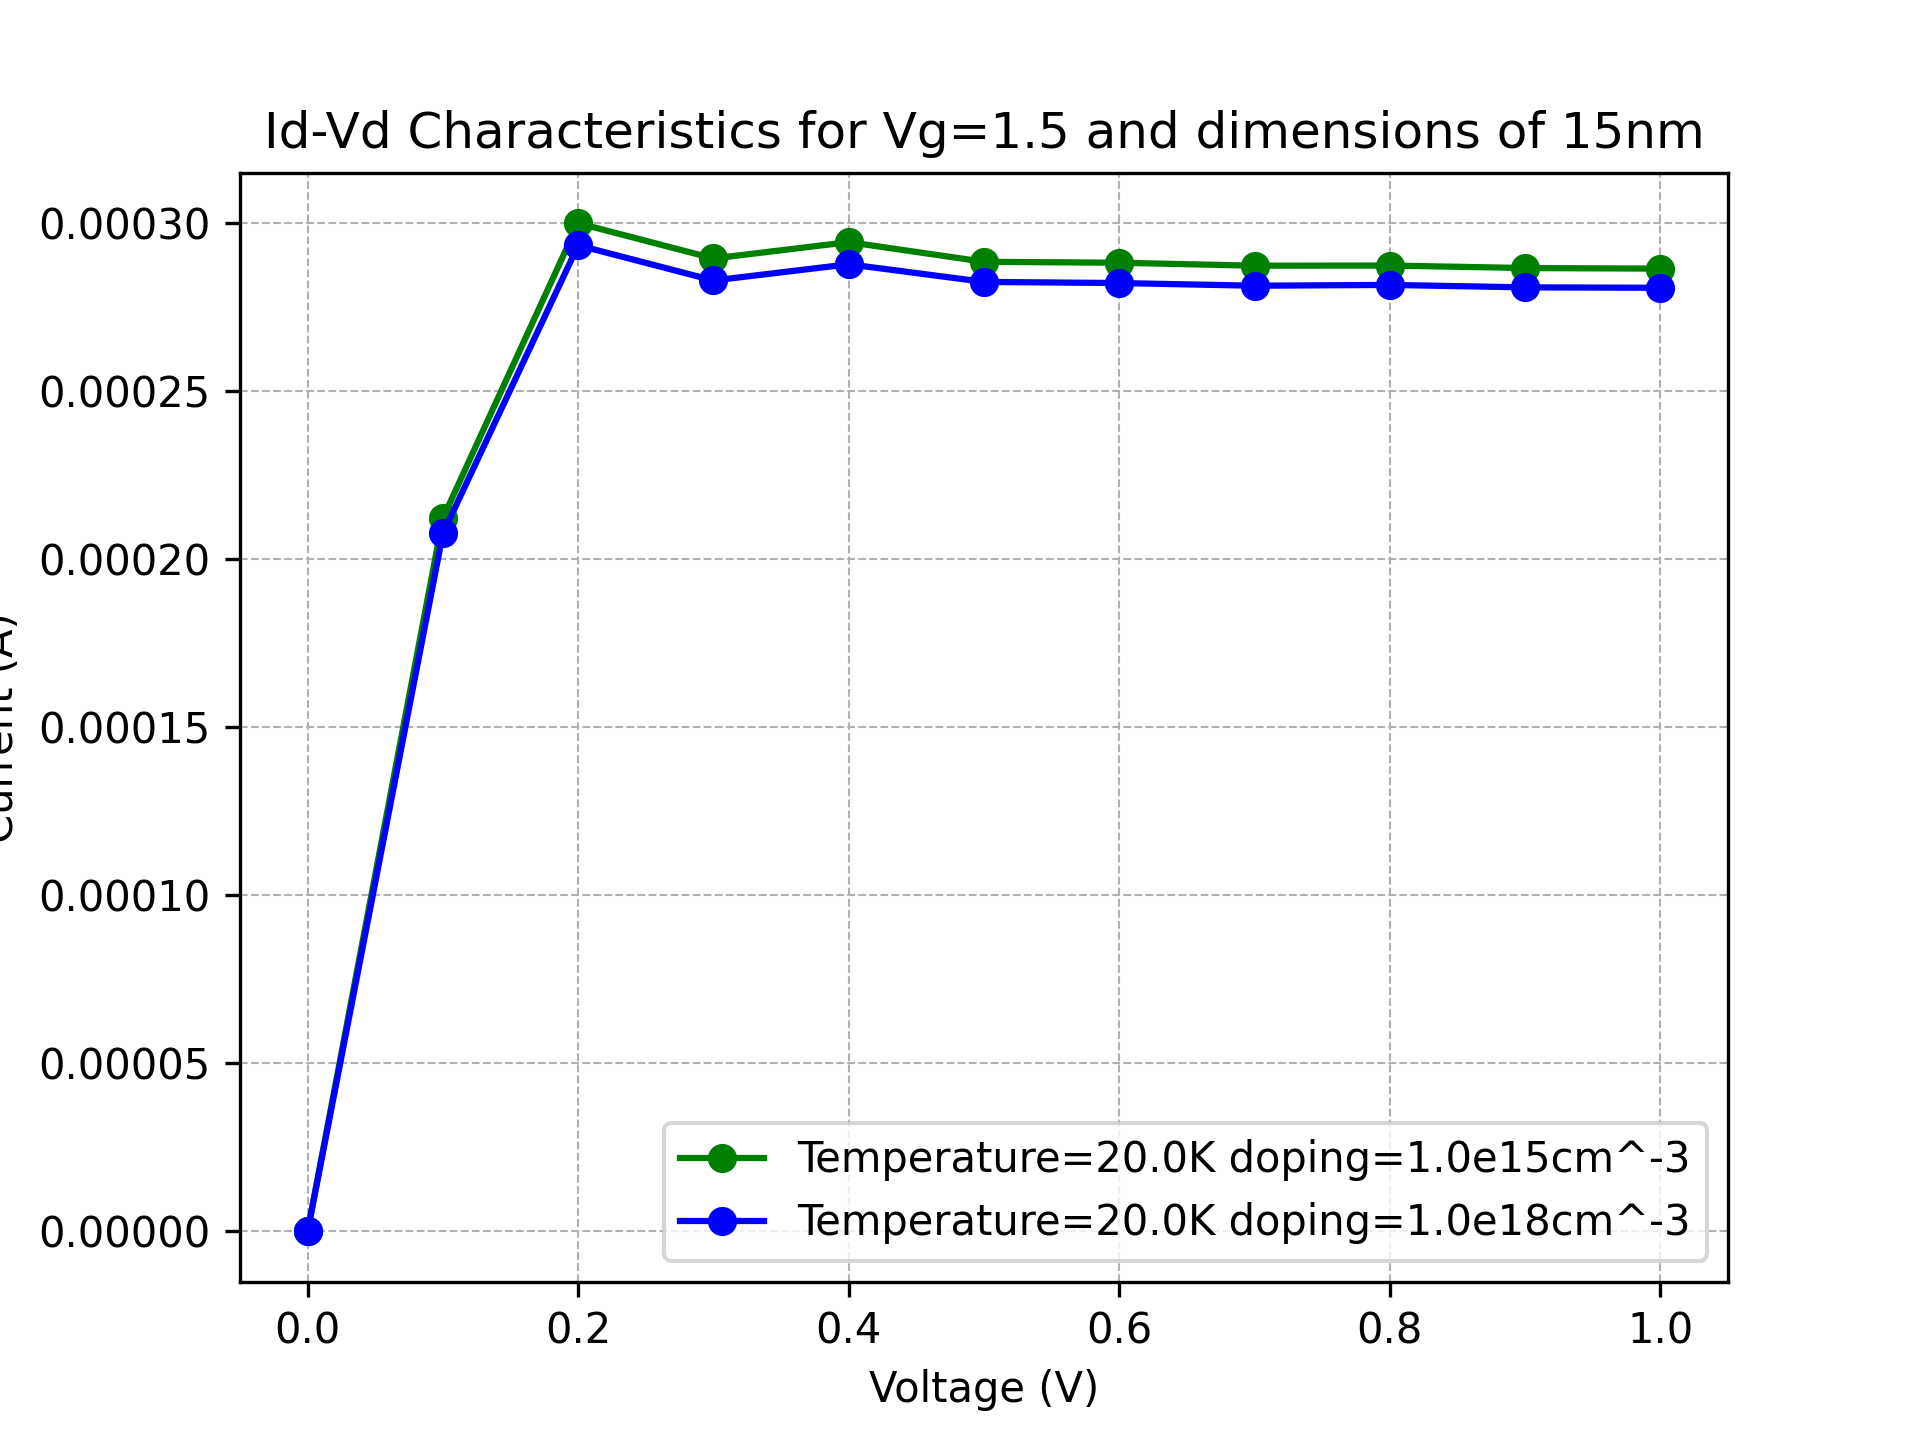 Id-Vd Characteristics for Vg=1.5 and dimensions of 15nm
0.00030
0.00025
0.00020
0.00015
0.00010
0.00005
0.00000
Current (A)
Temperature=20.0K doping=1.0e15cm^-3
Temperature=20.0K doping=1.0e18cm^-3
0.0 0.2 0.4 0.6 0.8 1.0
Voltage (V)